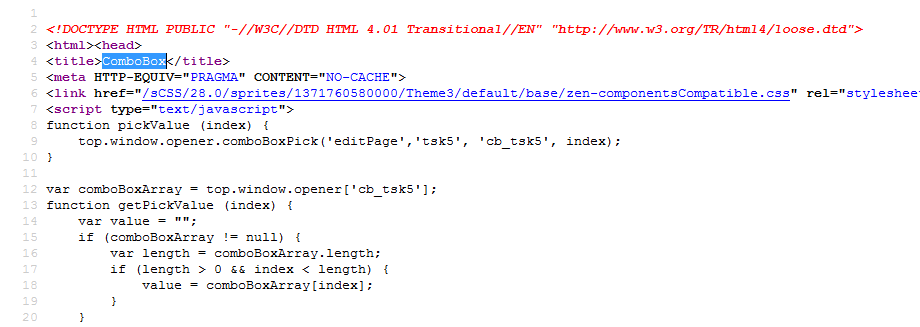 1
2 <!DOCTYPE HTML PUBLIC "-//W3C//DTD HTML 4.01 Transitional//EN" "http://www.w3.org/TR/html4/loose.dtd">
3 <html><head>
4 <title>ComboBox</title>
5 <meta HTTP-EQUIV="PRAGMA" CONTENT="NO-CACHE">
6 <link href="/sCSS/28.0/sprites/1371760580000/Theme3/default/base/zen-componentsCompatible.css" rel="stylesheet
7 <script type="text/javascript">
8 function pickValue (index) {
9     top.window.opener.comboBoxPick('editPage','tsk5', 'cb_tsk5', index);
10 }
11
12 var comboBoxArray = top.window.opener['cb_tsk5'];
13 function getPickValue (index) {
14     var value = "";
15     if (comboBoxArray != null) {
16         var length = comboBoxArray.length;
17         if (length > 0 && index < length) {
18             value = comboBoxArray[index];
19         }
20     }